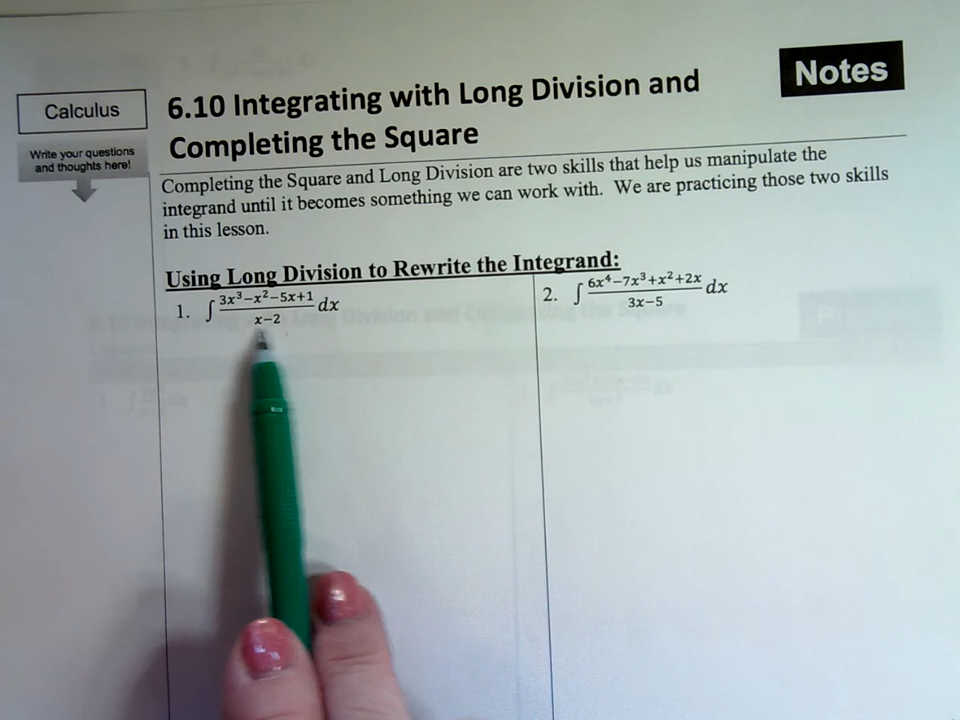 Notes
Calculus
6.10 Integrating with Long Division and
Completing the Square
Write your questions
and thoughts here!
Completing the Square and Long Division are two skills that help us manipulate the
integrand until it becomes something we can work with. We are practicing those two skills
in this lesson.
Using Long Division to Rewrite the Integrand:
1. ∫ (3x³−x²−5x+1)/(x−2) dx
2. ∫ (6x⁴−7x³+x²+2x)/(3x−5) dx